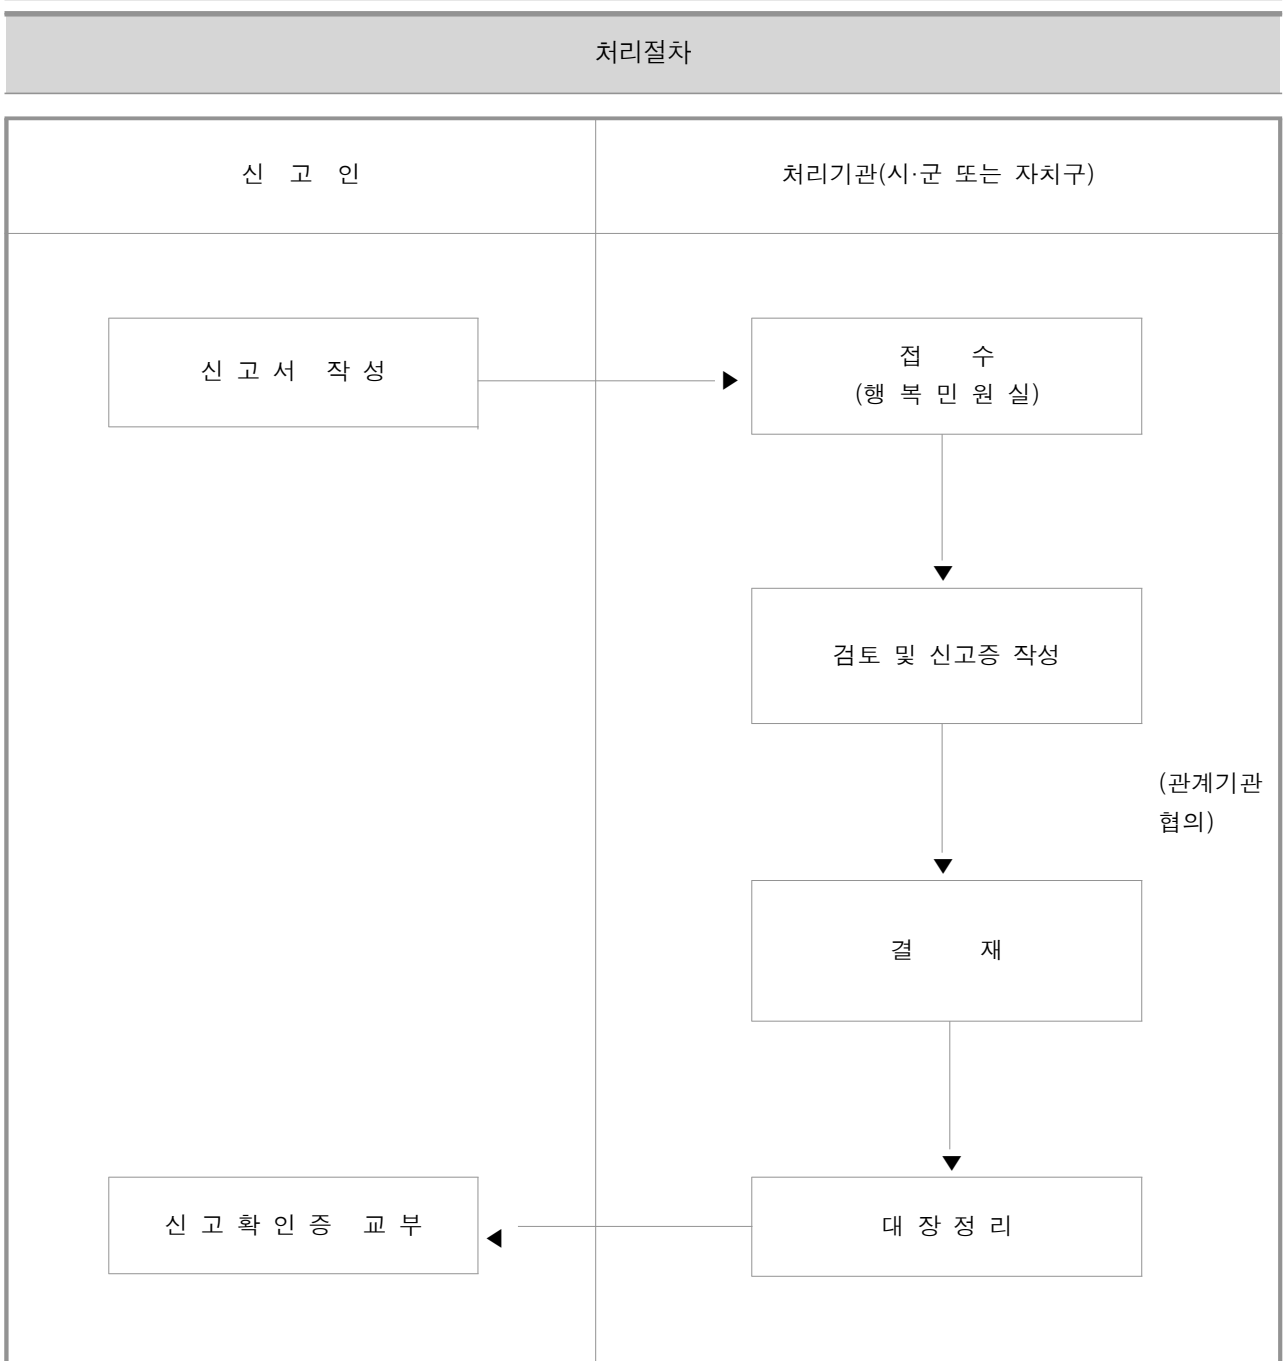 처리절차
신 고 인
처리기관(시·군 또는 자치구)
신 고 서 작 성
접 수
(행 복 민 원 실)
검토 및 신고증 작성
(관계기관
협의)
결 재
신 고 확 인 증 교 부
대 장 정 리